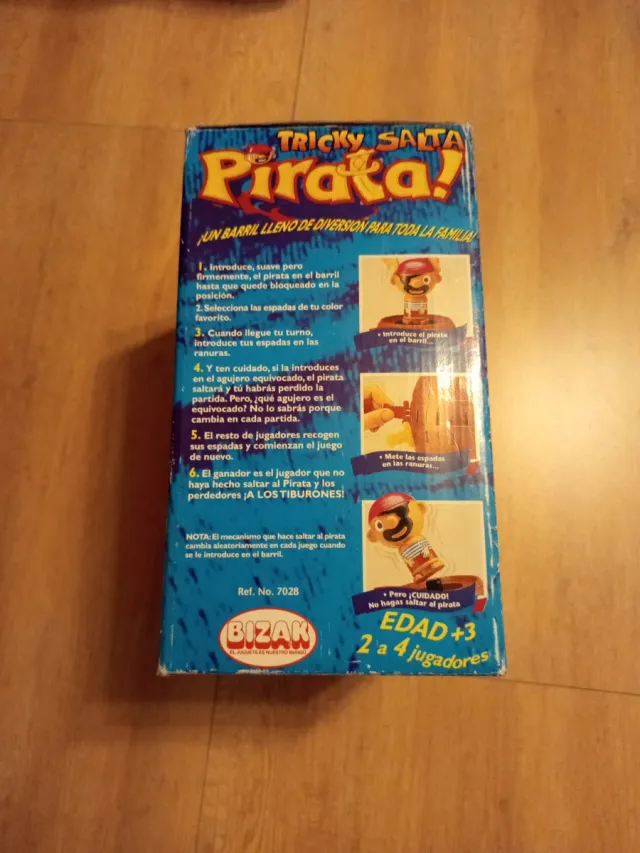 TRICKY SALTA
Pirata!
¡UN BARRIL LLENO DE DIVERSIÓN PARA TODA LA FAMILIA!
1. Introduce, suave pero
firmemente, el pirata en el barril
hasta que quede bloqueado en la
posición.
2. Selecciona las espadas de tu color
favorito.
3. Cuando llegue tu turno,
introduce tus espadas en las
ranuras.
4. Y ten cuidado, si la introduces
en el agujero equivocado, el pirata
saltará y tú habrás perdido la
partida. Pero, ¿qué agujero es el
equivocado? No lo sabrás porque
cambia en cada partida.
5. El resto de jugadores recogen
sus espadas y comienzan el juego
de nuevo.
6. El ganador es el jugador que no
haya hecho saltar al Pirata y los
perdedores ¡A LOS TIBURONES!
NOTA: El mecanismo que hace saltar al pirata
cambia aleatoriamente en cada juego cuando
se le introduce en el barril.
Ref. No. 7028
BIZAK
EL JUGUETE ES NUESTRO MUNDO
• Introduce el pirata
en el barril...
• Mete las espadas
en las ranuras...
• Pero ¡CUIDADO!
No hagas saltar al pirata
EDAD +3
2 a 4 jugadores